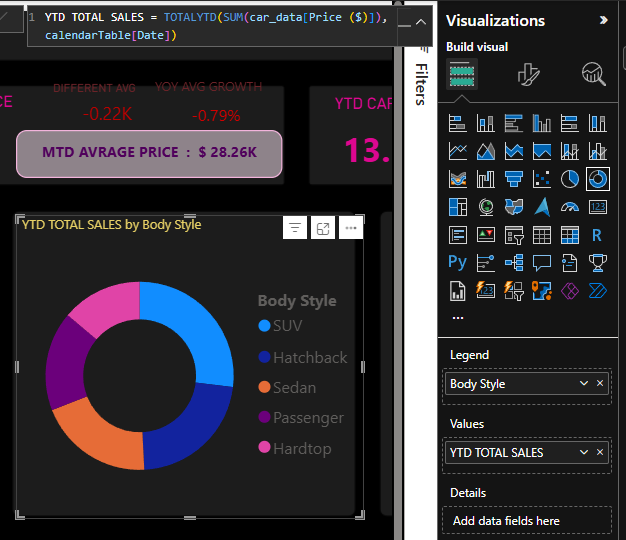 1 YTD TOTAL SALES = TOTALYTD(SUM(car_data[Price ($)]),
calendarTable[Date])
DIFFERENT AVG
YOY AVG GROWTH
CE
-0.22K
-0.79%
MTD AVRAGE PRICE : $ 28.26K
YTD CAR
13.
Filters
YTD TOTAL SALES by Body Style
Body Style
SUV
Hatchback
Sedan
Passenger
Hardtop
Visualizations
Build visual
123
R
Py
123
Legend
Body Style
Values
YTD TOTAL SALES
Details
Add data fields here